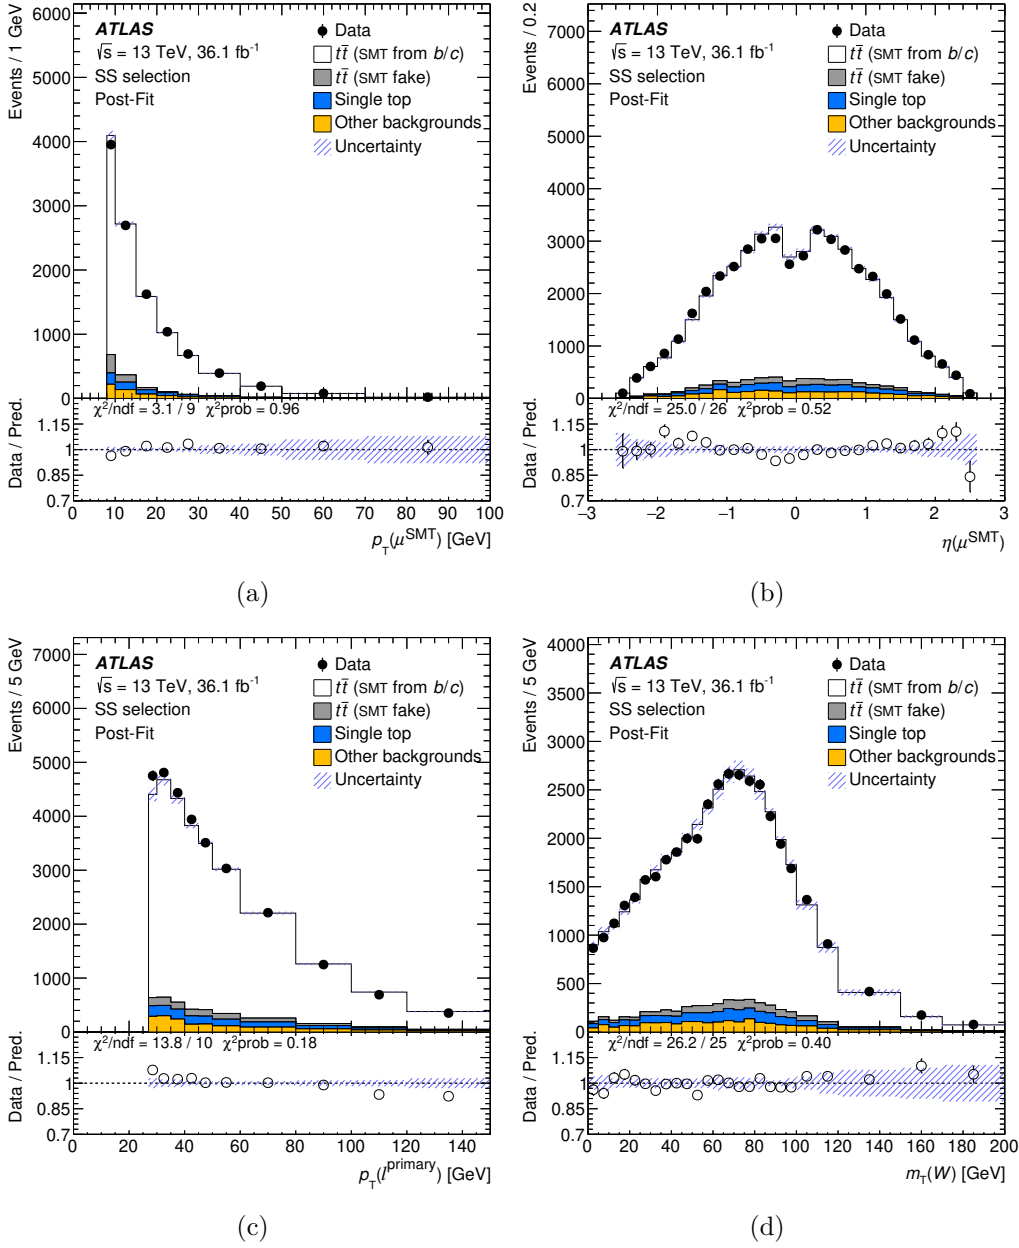 Events / 1 GeV
6000
5000
4000
3000
2000
1000
0
ATLAS
√s = 13 TeV, 36.1 fb⁻¹
SS selection
Post-Fit
Data
tt̄ (SMT from b/c)
tt̄ (SMT fake)
Single top
Other backgrounds
Uncertainty
χ²/ndf = 3.1 / 9 χ²prob = 0.96
Data / Pred.
1.15
1
0.85
0.7
0 10 20 30 40 50 60 70 80 90 100
p_T(μ^SMT) [GeV]
(a)
Events / 0.2
7000
6000
5000
4000
3000
2000
1000
0
ATLAS
√s = 13 TeV, 36.1 fb⁻¹
SS selection
Post-Fit
Data
tt̄ (SMT from b/c)
tt̄ (SMT fake)
Single top
Other backgrounds
Uncertainty
χ²/ndf = 25.0 / 26 χ²prob = 0.52
Data / Pred.
1.15
1
0.85
0.7
−3 −2 −1 0 1 2 3
η(μ^SMT)
(b)
Events / 5 GeV
7000
6000
5000
4000
3000
2000
1000
0
ATLAS
√s = 13 TeV, 36.1 fb⁻¹
SS selection
Post-Fit
Data
tt̄ (SMT from b/c)
tt̄ (SMT fake)
Single top
Other backgrounds
Uncertainty
χ²/ndf = 13.8 / 10 χ²prob = 0.18
Data / Pred.
1.15
1
0.85
0.7
0 20 40 60 80 100 120 140
p_T(l^primary) [GeV]
(c)
Events / 5 GeV
4000
3500
3000
2500
2000
1500
1000
500
0
ATLAS
√s = 13 TeV, 36.1 fb⁻¹
SS selection
Post-Fit
Data
tt̄ (SMT from b/c)
tt̄ (SMT fake)
Single top
Other backgrounds
Uncertainty
χ²/ndf = 26.2 / 25 χ²prob = 0.40
Data / Pred.
1.15
1
0.85
0.7
0 20 40 60 80 100 120 140 160 180 200
m_T(W) [GeV]
(d)